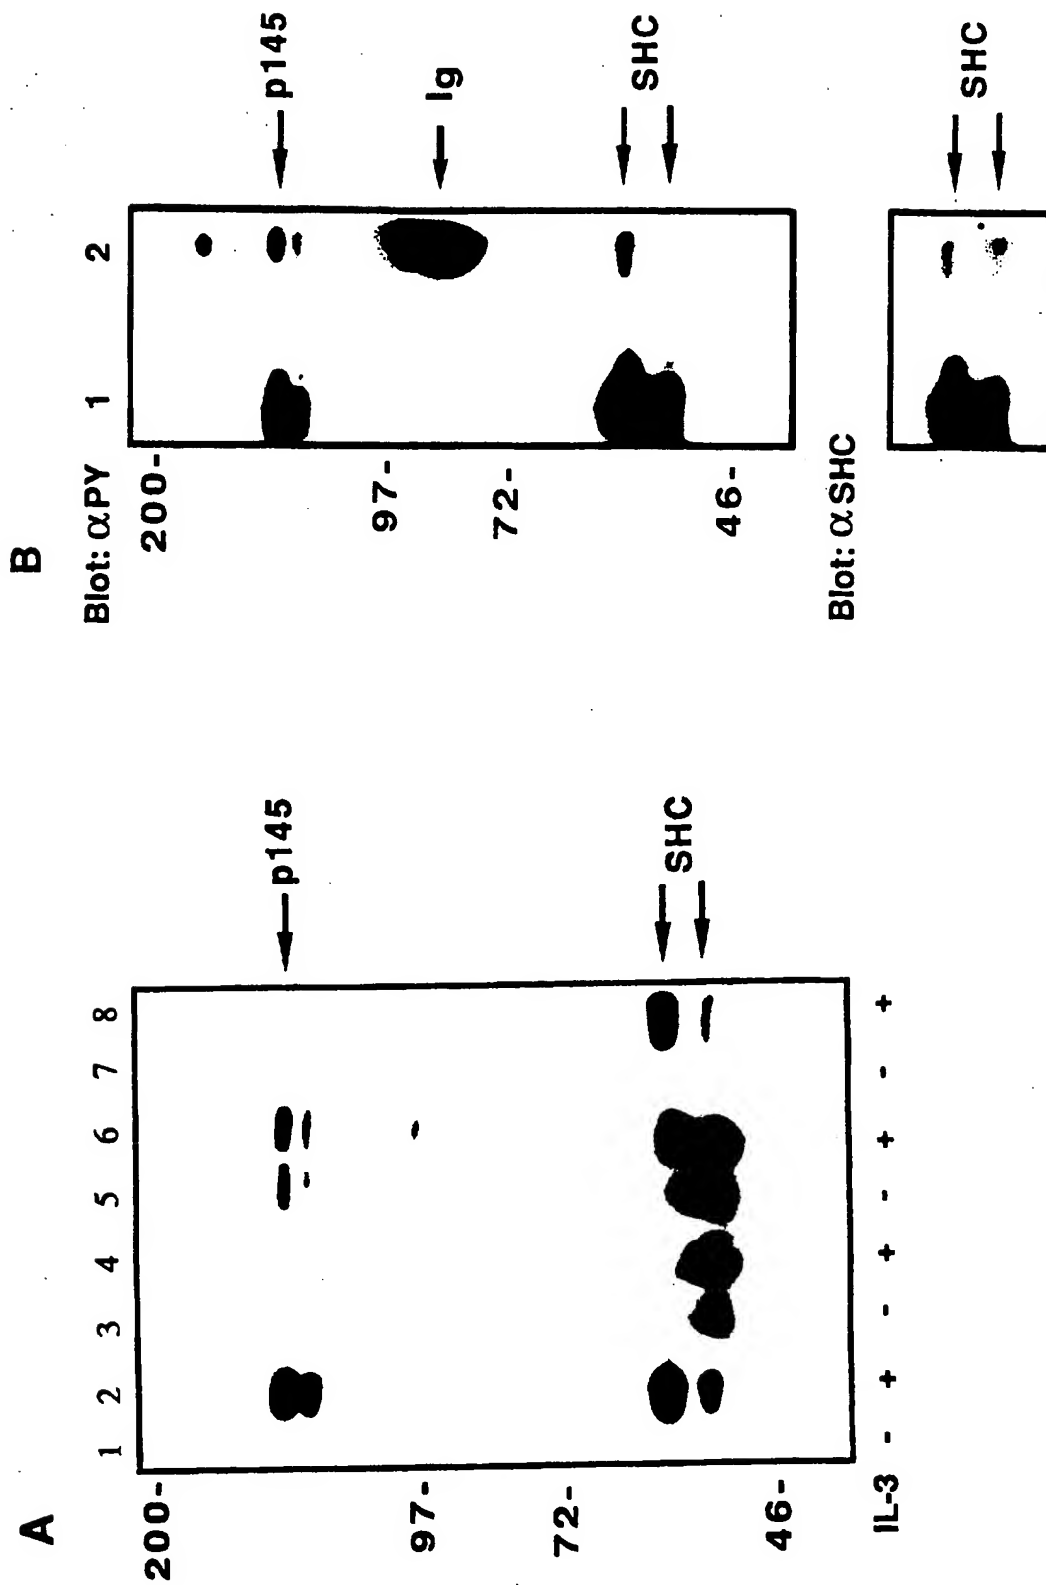 A
1 2 3 4 5 6 7 8
200-
97-
72-
46-
p145
SHC
IL-3 - + - + - + - +
B
Blot: αPY
1 2
200-
97-
72-
46-
p145
Ig
SHC
Blot: αSHC
SHC